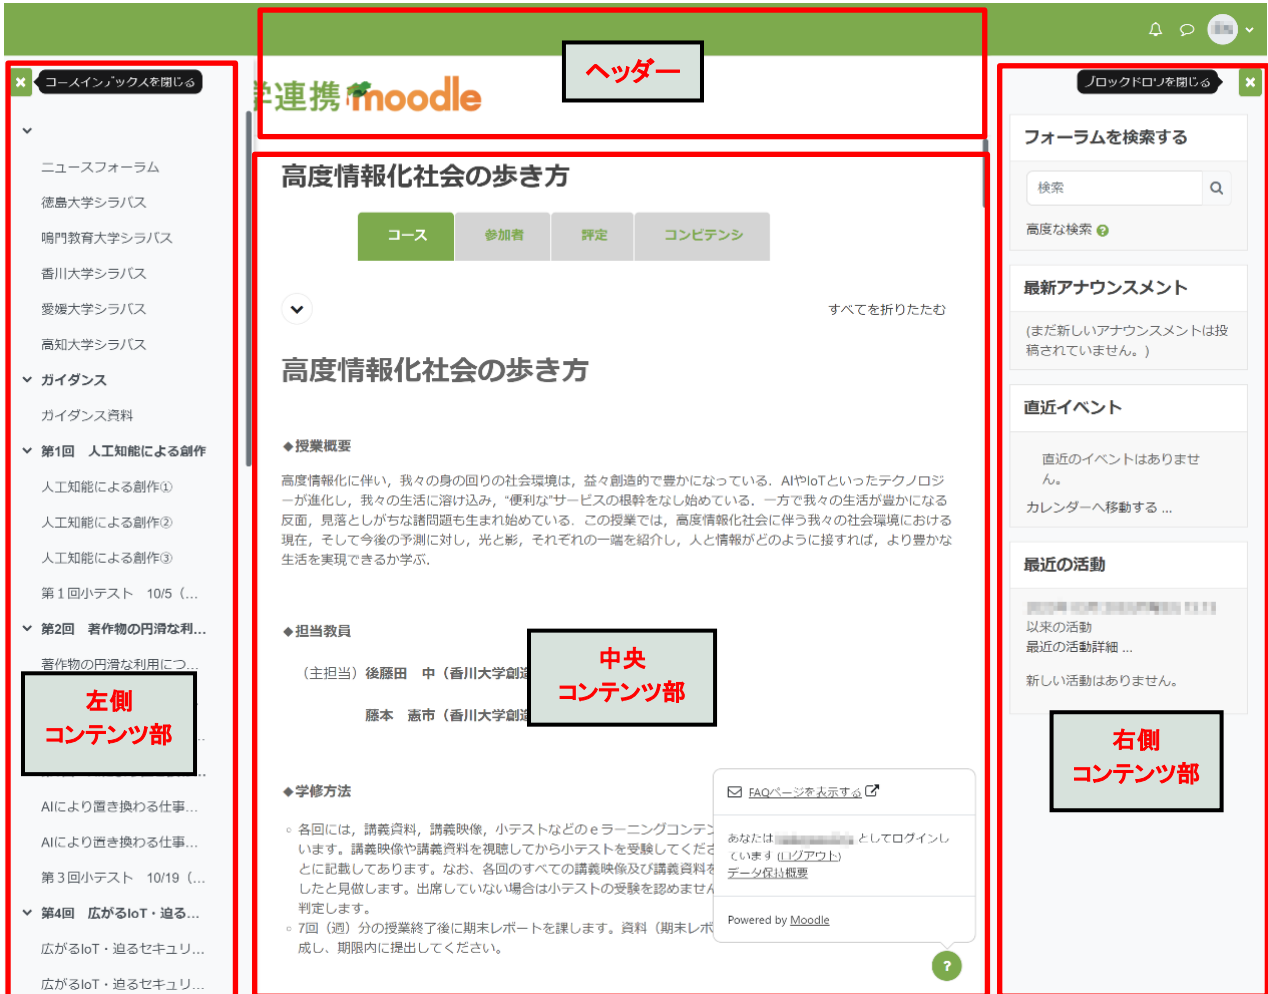 ヘッダー
コースインデックスを閉じる
学連携 moodle
ブロックドロワを閉じる
ニュースフォーラム
徳島大学シラバス
鳴門教育大学シラバス
香川大学シラバス
愛媛大学シラバス
高知大学シラバス
ガイダンス
ガイダンス資料
第1回 人工知能による創作
人工知能による創作①
人工知能による創作②
人工知能による創作③
第１回小テスト 10/5（...
第2回 著作物の円滑な利...
著作物の円滑な利用につ...
左側
コンテンツ部
AIにより置き換わる仕事...
AIにより置き換わる仕事...
第３回小テスト 10/19（...
第4回 広がるIoT・迫る...
広がるIoT・迫るセキュリ...
広がるIoT・迫るセキュリ...
高度情報化社会の歩き方
コース 参加者 評定 コンピテンシ
すべてを折りたたむ
高度情報化社会の歩き方
◆授業概要
高度情報化に伴い，我々の身の回りの社会環境は，益々創造的で豊かになっている．AIやIoTといったテクノロジ
ーが進化し，我々の生活に溶け込み，“便利な”サービスの根幹をなし始めている．一方で我々の生活が豊かになる
反面，見落としがちな諸問題も生まれ始めている．この授業では，高度情報化社会に伴う我々の社会環境における
現在，そして今後の予測に対し，光と影，それぞれの一端を紹介し，人と情報がどのように接すれば，より豊かな
生活を実現できるか学ぶ．
◆担当教員
（主担当）後藤田 中（香川大学創造
藤本 憲市（香川大学創造
中央
コンテンツ部
◆学修方法
各回には，講義資料，講義映像，小テストなどのｅラーニングコンテン
います。講義映像や講義資料を視聴してから小テストを受験してくださ
とに記載してあります。なお、各回のすべての講義映像及び講義資料を
したと見做します。出席していない場合は小テストの受験を認めません
判定します。
7回（週）分の授業終了後に期末レポートを課します。資料（期末レポ
成し、期限内に提出してください。
FAQページを表示する
あなたは としてログインし
ています (ログアウト)
データ保持概要
Powered by Moodle
?
フォーラムを検索する
検索
高度な検索 ?
最新アナウンスメント
(まだ新しいアナウンスメントは投
稿されていません。)
直近イベント
直近のイベントはありませ
ん。
カレンダーへ移動する ...
最近の活動
以来の活動
最近の活動詳細 ...
新しい活動はありません。
右側
コンテンツ部